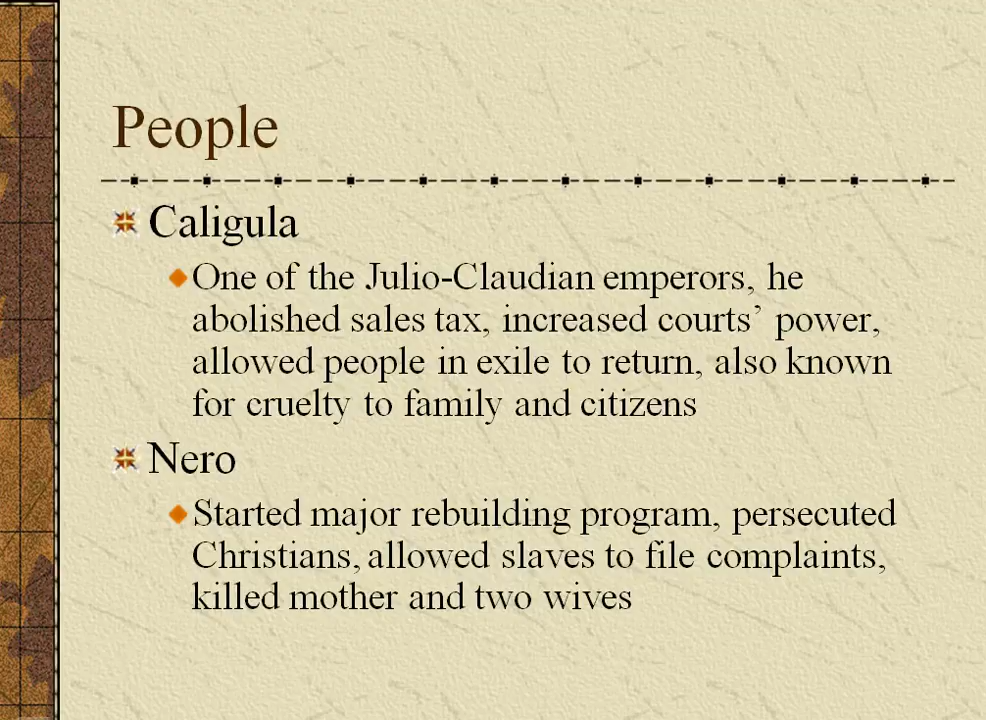 People
Caligula
One of the Julio-Claudian emperors, he
abolished sales tax, increased courts’ power,
allowed people in exile to return, also known
for cruelty to family and citizens
Nero
Started major rebuilding program, persecuted
Christians, allowed slaves to file complaints,
killed mother and two wives